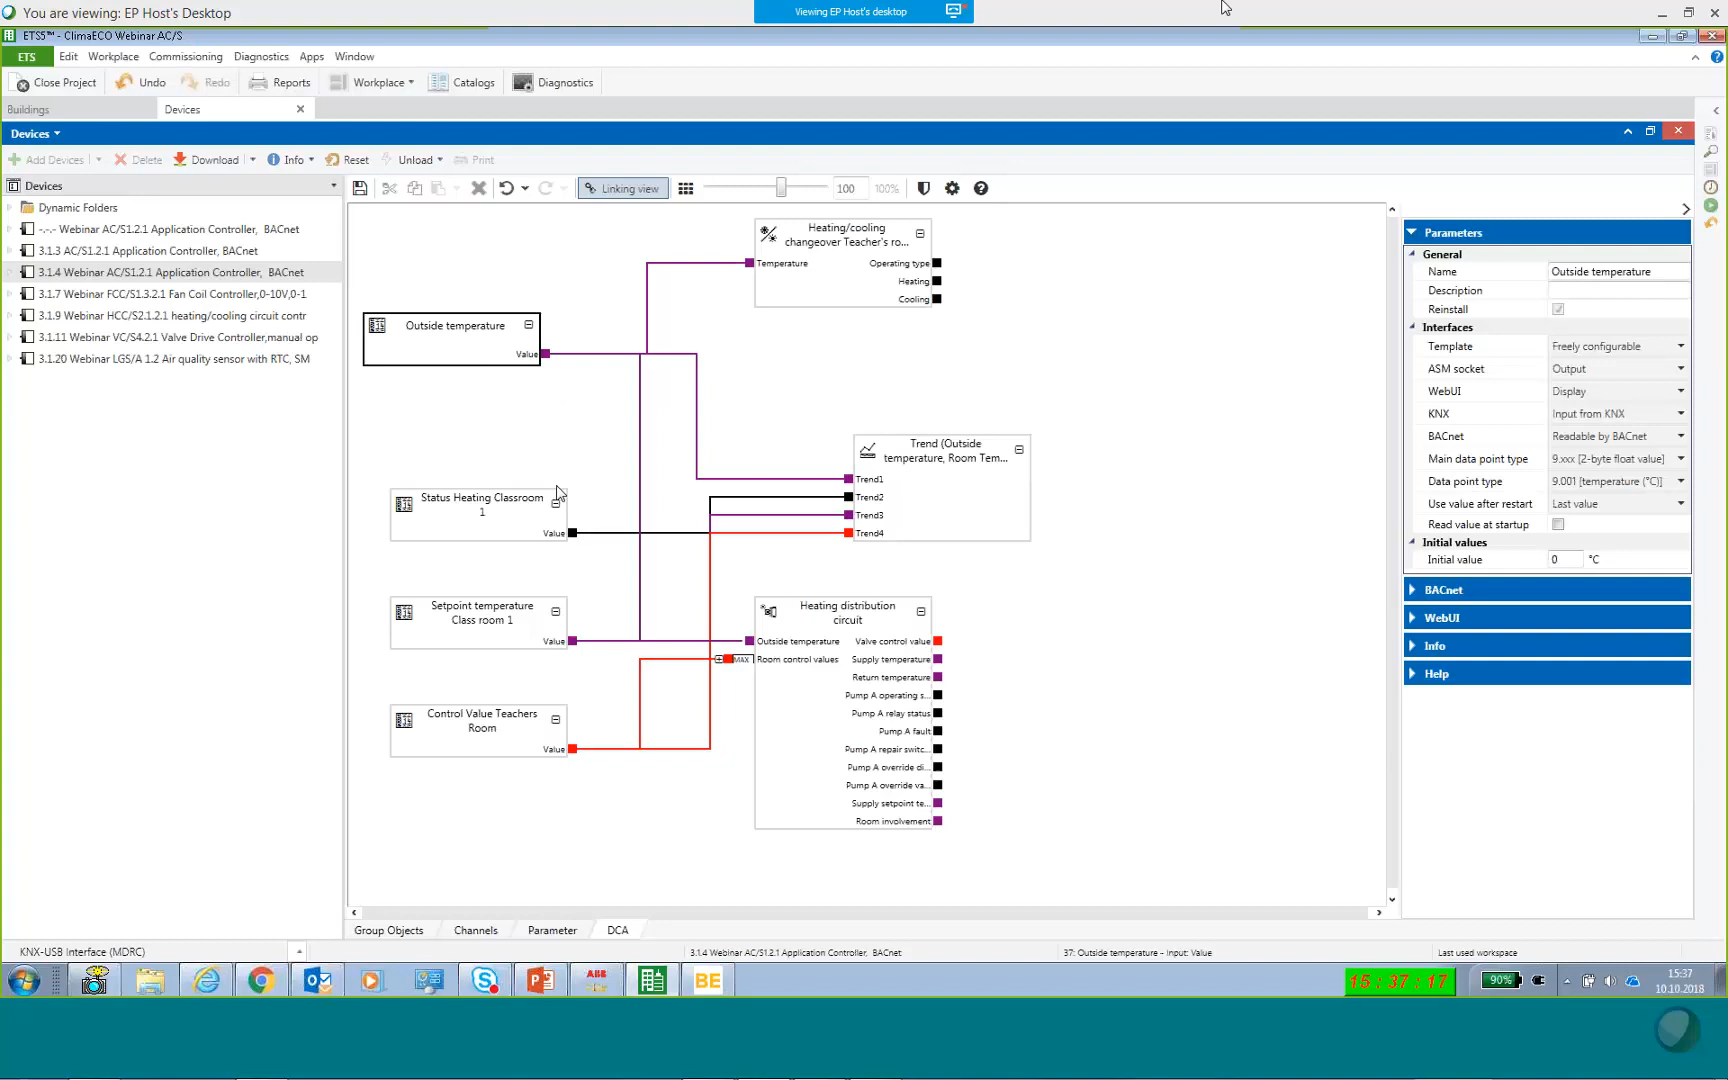 You are viewing: EP Host's Desktop
Viewing EP Host's desktop
ETS5™ - ClimaECO Webinar AC/S
ETS Edit Workplace Commissioning Diagnostics Apps Window
Close Project Undo Redo Reports Workplace Catalogs Diagnostics
Buildings Devices
Devices
Add Devices Delete Download Info Reset Unload Print
Devices
Linking view 100 100%
Dynamic Folders
-.-.- Webinar AC/S1.2.1 Application Controller, BACnet
3.1.3 AC/S1.2.1 Application Controller, BACnet
3.1.4 Webinar AC/S1.2.1 Application Controller, BACnet
3.1.7 Webinar FCC/S1.3.2.1 Fan Coil Controller,0-10V,0-1
3.1.9 Webinar HCC/S2.1.2.1 heating/cooling circuit contr
3.1.11 Webinar VC/S4.2.1 Valve Drive Controller,manual op
3.1.20 Webinar LGS/A 1.2 Air quality sensor with RTC, SM
Heating/cooling
changeover Teacher's ro...
Temperature Operating type
Heating
Cooling
Outside temperature
Value
Trend (Outside
temperature, Room Tem...
Trend1
Trend2
Trend3
Trend4
Status Heating Classroom
1
Value
Setpoint temperature
Class room 1
Value
Heating distribution
circuit
Outside temperature Valve control value
MAX Room control values Supply temperature
Return temperature
Pump A operating s...
Pump A relay status
Pump A fault
Pump A repair switc...
Pump A override di...
Pump A override va...
Supply setpoint te...
Room involvement
Control Value Teachers
Room
Value
Parameters
General
Name Outside temperature
Description
Reinstall
Interfaces
Template Freely configurable
ASM socket Output
WebUI Display
KNX Input from KNX
BACnet Readable by BACnet
Main data point type 9.xxx [2-byte float value]
Data point type 9.001 [temperature (°C)]
Use value after restart Last value
Read value at startup
Initial values
Initial value 0 °C
BACnet
WebUI
Info
Help
Group Objects Channels Parameter DCA
KNX-USB Interface (MDRC) 3.1.4 Webinar AC/S1.2.1 Application Controller, BACnet 37: Outside temperature - Input: Value Last used workspace
ABB
BE
15:37:17
90%
15:37
10.10.2018